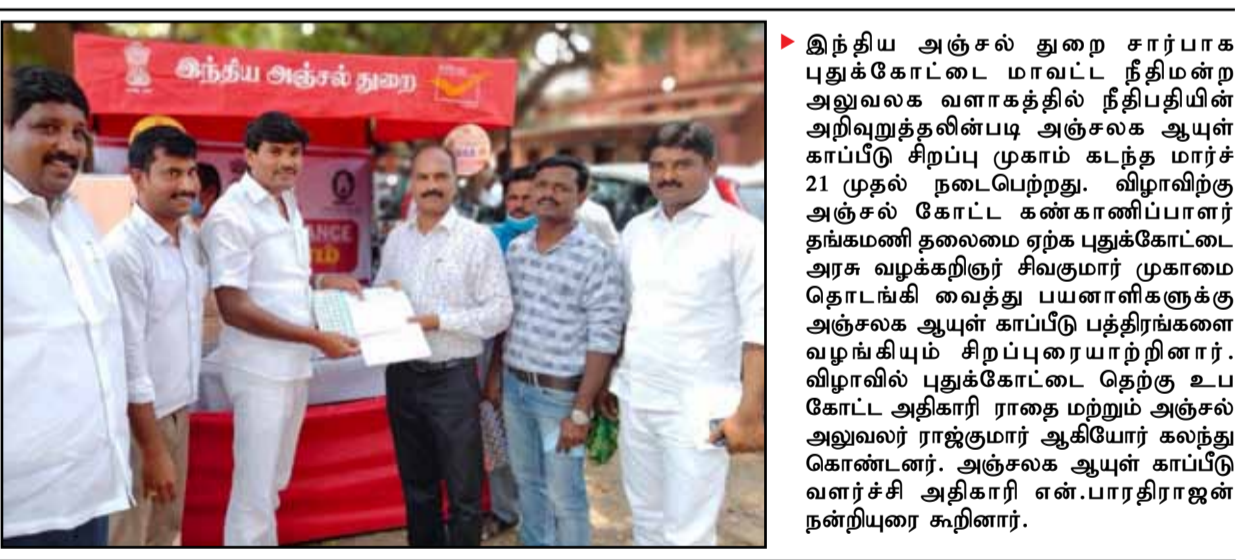 இந்திய அஞ்சல் துறை
ANCE
இந்திய அஞ்சல் துறை சார்பாக
புதுக்கோட்டை மாவட்ட நீதிமன்ற
அலுவலக வளாகத்தில் நீதிபதியின்
அறிவுறுத்தலின்படி அஞ்சலக ஆயுள்
காப்பீடு சிறப்பு முகாம் கடந்த மார்ச்
21 முதல் நடைபெற்றது. விழாவிற்கு
அஞ்சல் கோட்ட கண்காணிப்பாளர்
தங்கமணி தலைமை ஏற்க புதுக்கோட்டை
அரசு வழக்கறிஞர் சிவகுமார் முகாமை
தொடங்கி வைத்து பயனாளிகளுக்கு
அஞ்சலக ஆயுள் காப்பீடு பத்திரங்களை
வழங்கியும் சிறப்புரையாற்றினார்.
விழாவில் புதுக்கோட்டை தெற்கு உப
கோட்ட அதிகாரி ராதை மற்றும் அஞ்சல்
அலுவலர் ராஜ்குமார் ஆகியோர் கலந்து
கொண்டனர். அஞ்சலக ஆயுள் காப்பீடு
வளர்ச்சி அதிகாரி என்.பாரதிராஜன்
நன்றியுரை கூறினார்.